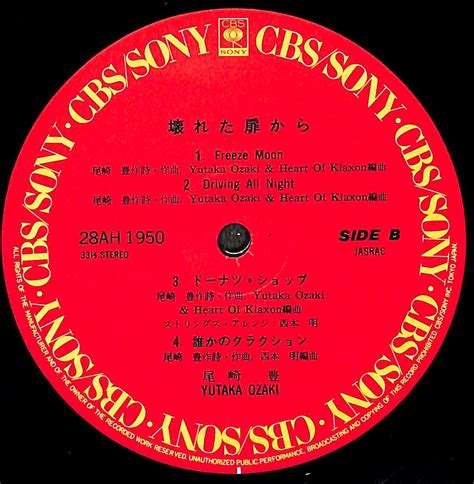 CBS
SONY
CBS/SONY · CBS/SONY · CBS/SONY · CBS/SONY · CBS/SONY · CBS/SONY · CBS/SONY
壊れた扉から
1. Freeze Moon
尾崎 豊作詩・作曲, Yutaka Ozaki & Heart Of Klaxon編曲
2. Driving All Night
尾崎 豊作詩・作曲, Yutaka Ozaki & Heart Of Klaxon編曲
28AH 1950
33⅓ STEREO
SIDE B
JASRAC
3. ドーナツ・ショップ
尾崎 豊作詩・作曲, Yutaka Ozaki
& Heart Of Klaxon編曲
ストリングス・アレンジ：西本 明
4. 誰かのクラクション
尾崎 豊作詩・作曲, 西本 明編曲
尾崎 豊
YUTAKA OZAKI
ALL RIGHTS OF THE MANUFACTURER AND OF THE OWNER OF THE RECORDED WORK RESERVED. UNAUTHORIZED PUBLIC PERFORMANCE, BROADCASTING AND COPYING OF THIS RECORD PROHIBITED. CBS/SONY INC. TOKYO JAPAN.